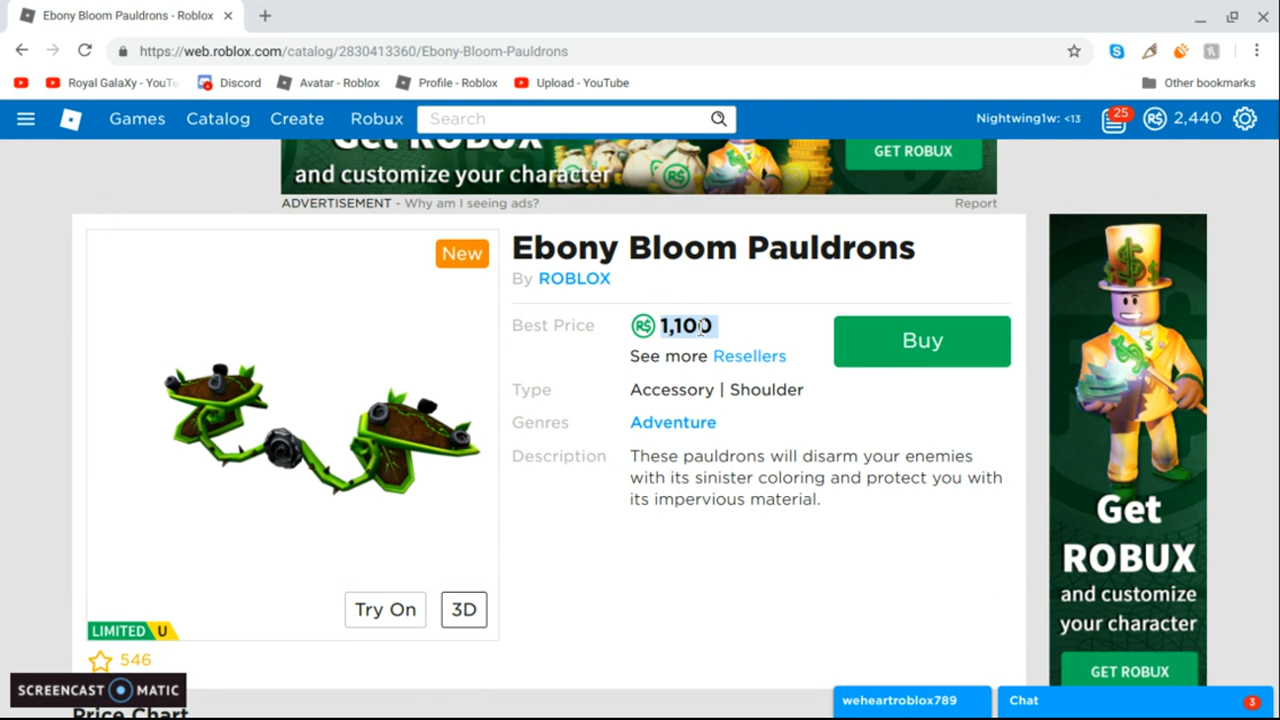 Ebony Bloom Pauldrons - Roblox
https://web.roblox.com/catalog/2830413360/Ebony-Bloom-Pauldrons
Royal GalaXy - YouTu
Discord
Avatar - Roblox
Profile - Roblox
Upload - YouTube
Other bookmarks
Games
Catalog
Create
Robux
Search
Nightwing1w: <13
25
2,440
Get ROBUX
and customize your character
GET ROBUX
ADVERTISEMENT - Why am I seeing ads?
Report
New
Ebony Bloom Pauldrons
By ROBLOX
Best Price
R$ 1,100
See more Resellers
Buy
Type
Accessory | Shoulder
Genres
Adventure
Description
These pauldrons will disarm your enemies
with its sinister coloring and protect you with
its impervious material.
Try On
3D
LIMITED U
546
Get
ROBUX
and customize
your character
GET ROBUX
SCREENCAST MATIC
Price Chart
weheartroblox789
Chat
3